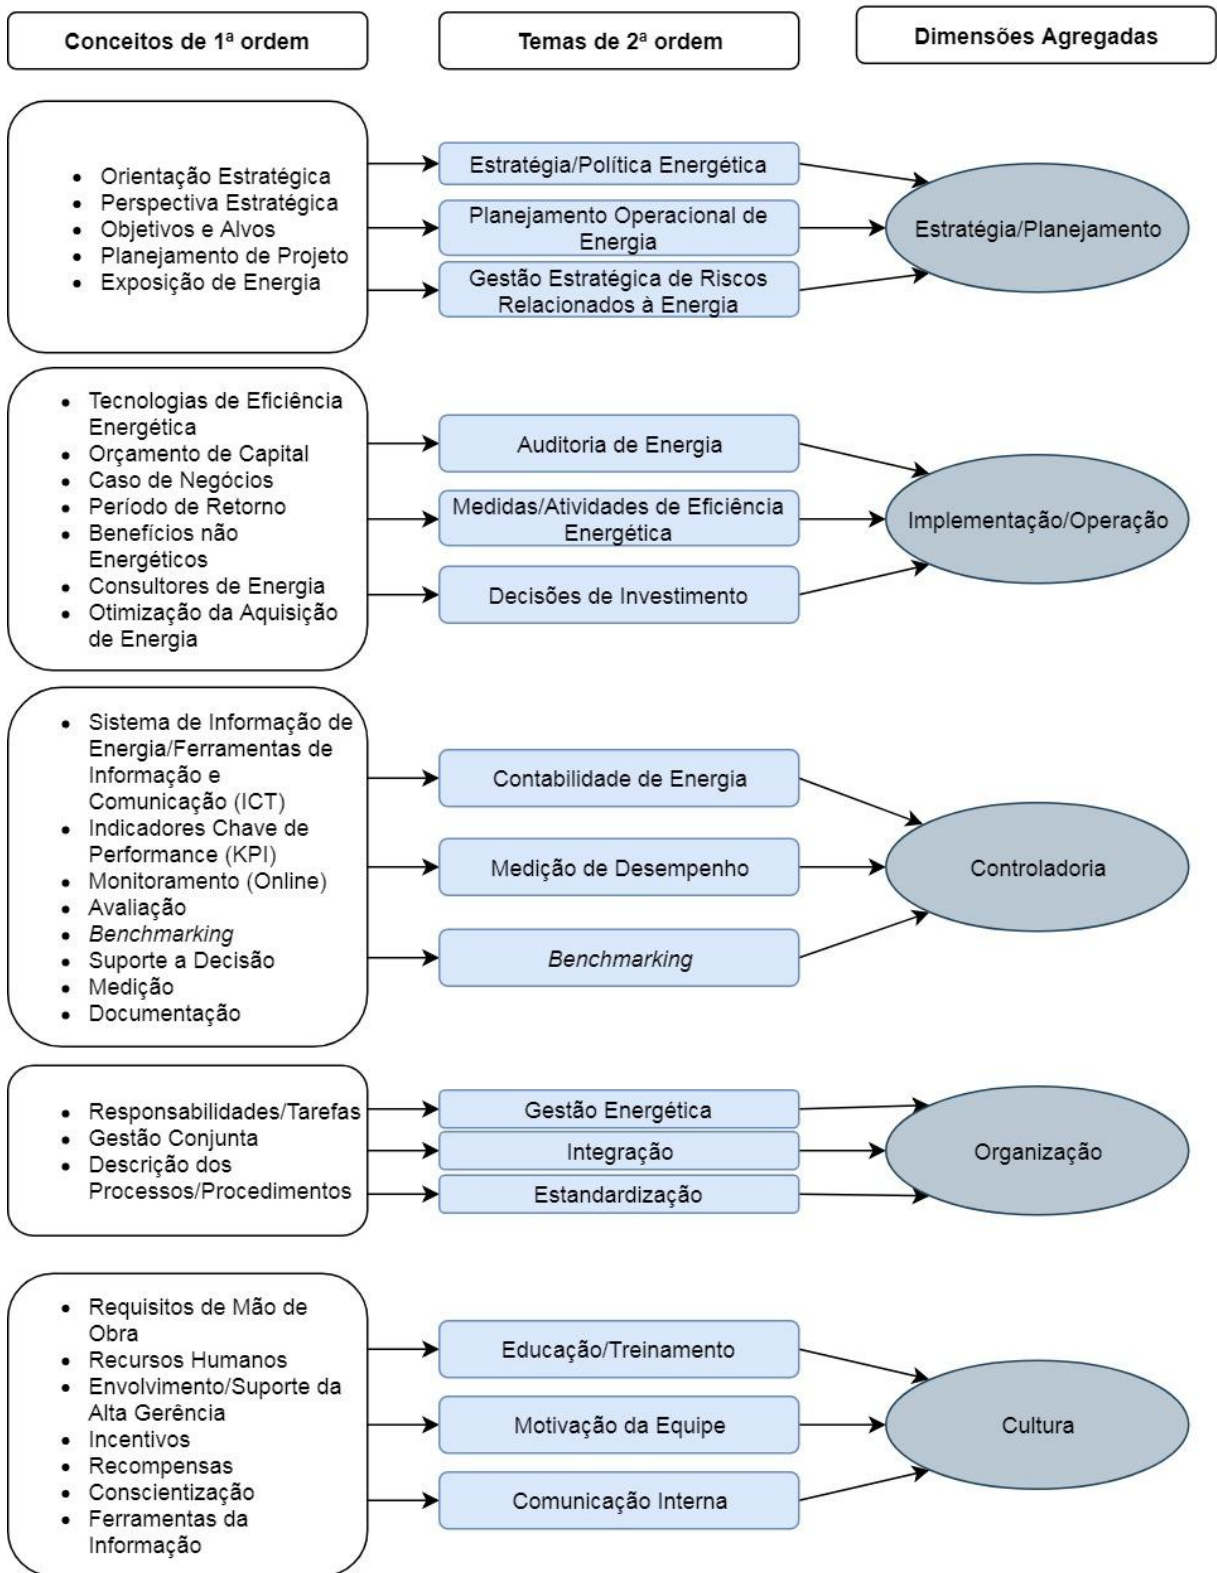 Conceitos de 1ª ordem
Temas de 2ª ordem
Dimensões Agregadas
• Orientação Estratégica
• Perspectiva Estratégica
• Objetivos e Alvos
• Planejamento de Projeto
• Exposição de Energia
Estratégia/Política Energética
Planejamento Operacional de
Energia
Gestão Estratégica de Riscos
Relacionados à Energia
Estratégia/Planejamento
• Tecnologias de Eficiência
Energética
• Orçamento de Capital
• Caso de Negócios
• Período de Retorno
• Benefícios não
Energéticos
• Consultores de Energia
• Otimização da Aquisição
de Energia
Auditoria de Energia
Medidas/Atividades de Eficiência
Energética
Decisões de Investimento
Implementação/Operação
• Sistema de Informação de
Energia/Ferramentas de
Informação e
Comunicação (ICT)
• Indicadores Chave de
Performance (KPI)
• Monitoramento (Online)
• Avaliação
• Benchmarking
• Suporte a Decisão
• Medição
• Documentação
Contabilidade de Energia
Medição de Desempenho
Benchmarking
Controladoria
• Responsabilidades/Tarefas
• Gestão Conjunta
• Descrição dos
Processos/Procedimentos
Gestão Energética
Integração
Estandardização
Organização
• Requisitos de Mão de
Obra
• Recursos Humanos
• Envolvimento/Suporte da
Alta Gerência
• Incentivos
• Recompensas
• Conscientização
• Ferramentas da
Informação
Educação/Treinamento
Motivação da Equipe
Comunicação Interna
Cultura